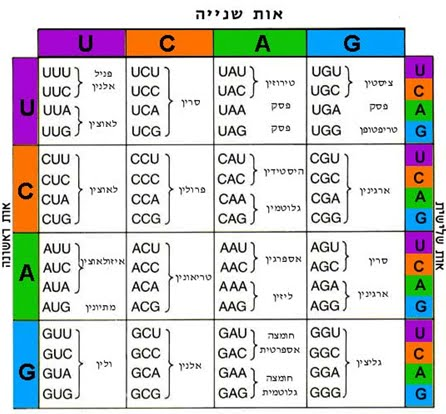 אות שנייה
U C A G
אות ראשונה
אות שלישית
U
UUU UCU UAU UGU U
UUC UCC UAC UGC C
UUA UCA UAA UGA A
UUG UCG UAG UGG G
פניל אלנין
לאוצין
סרין
טירוזין
פסק
פסק
ציסטין
פסק
טריפטופן
C
CUU CCU CAU CGU U
CUC CCC CAC CGC C
CUA CCA CAA CGA A
CUG CCG CAG CGG G
לאוצין
פרולין
היסטידין
גלוטמין
ארגינין
A
AUU ACU AAU AGU U
AUC ACC AAC AGC C
AUA ACA AAA AGA A
AUG ACG AAG AGG G
איזולאוצין
מתיונין
טריאונין
אספרגין
ליזין
סרין
ארגינין
G
GUU GCU GAU GGU U
GUC GCC GAC GGC C
GUA GCA GAA GGA A
GUG GCG GAG GGG G
ולין
אלנין
חומצה אספרטית
חומצה גלוטמית
גליצין